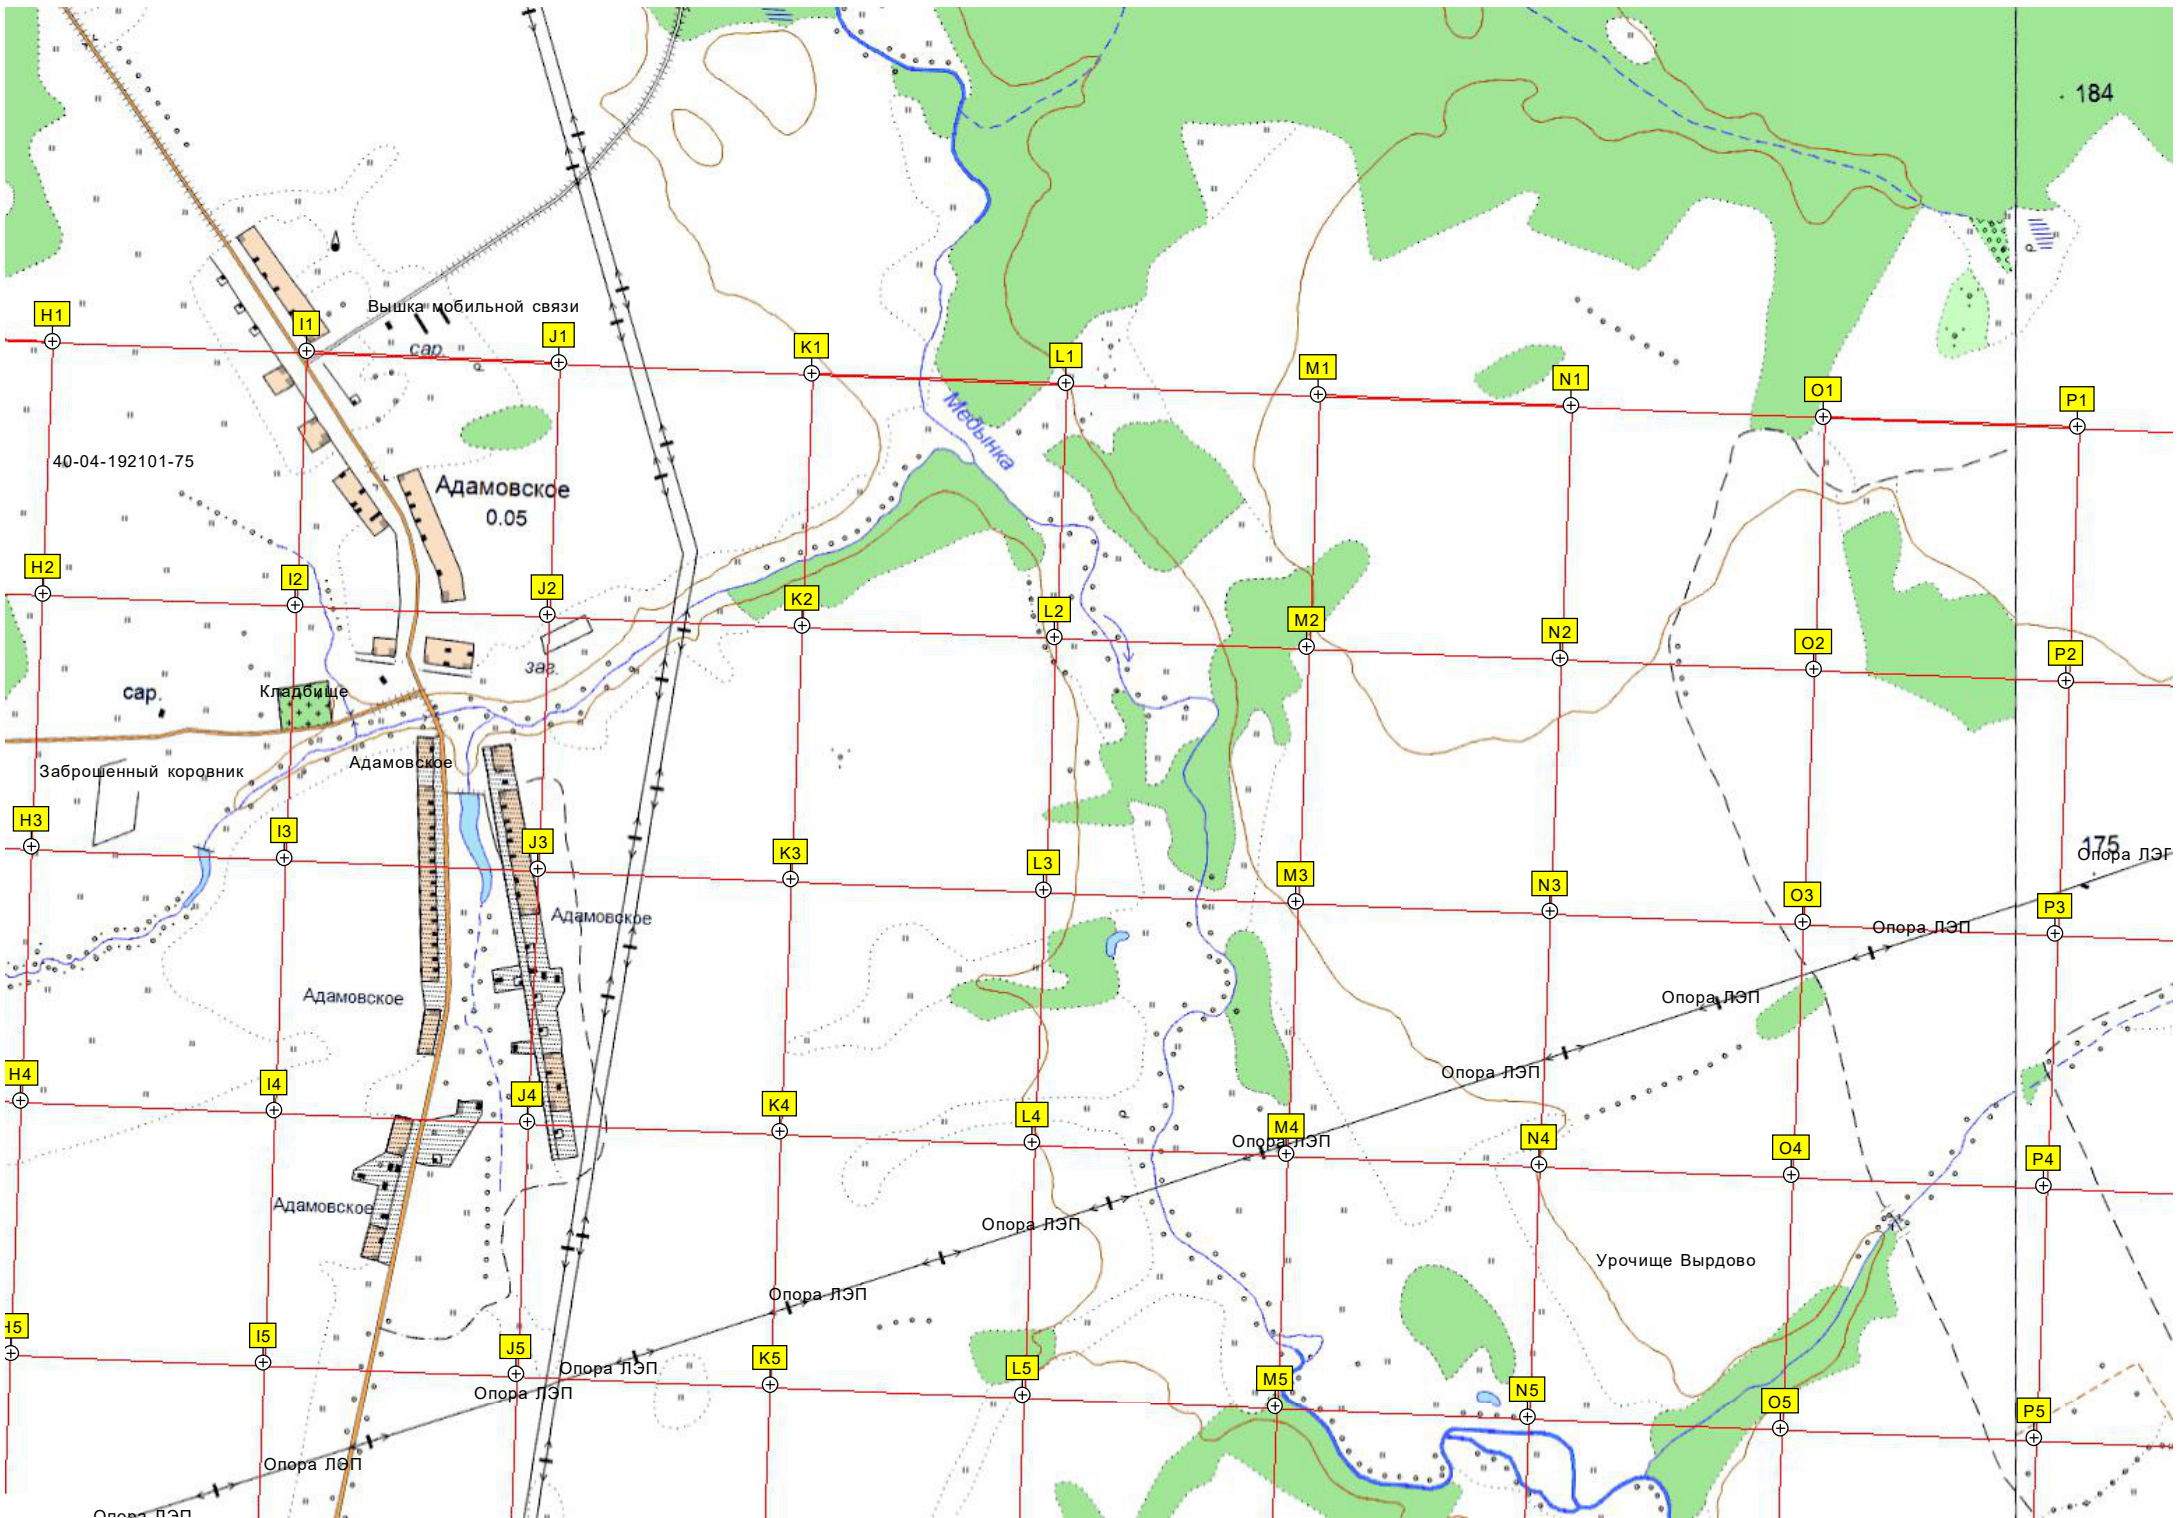 184
Вышка мобильной связи
H1
I1
сар.
J1
K1
L1
M1
N1
O1
P1
Медынка
40-04-192101-75
Адамовское
0.05
H2
I2
J2
K2
L2
M2
N2
O2
P2
заг.
сар.
Кладбище
Заброшенный коровник
Адамовское
H3
I3
J3
K3
L3
M3
N3
O3
P3
175
Опора ЛЭП
Опора ЛЭП
Адамовское
Адамовское
Опора ЛЭП
Опора ЛЭП
H4
I4
J4
K4
L4
M4
N4
O4
P4
Опора ЛЭП
Адамовское
Опора ЛЭП
Урочище Вырдово
Опора ЛЭП
H5
I5
J5
K5
L5
M5
N5
O5
P5
Опора ЛЭП
Опора ЛЭП
Опора ЛЭП
Опора ЛЭП